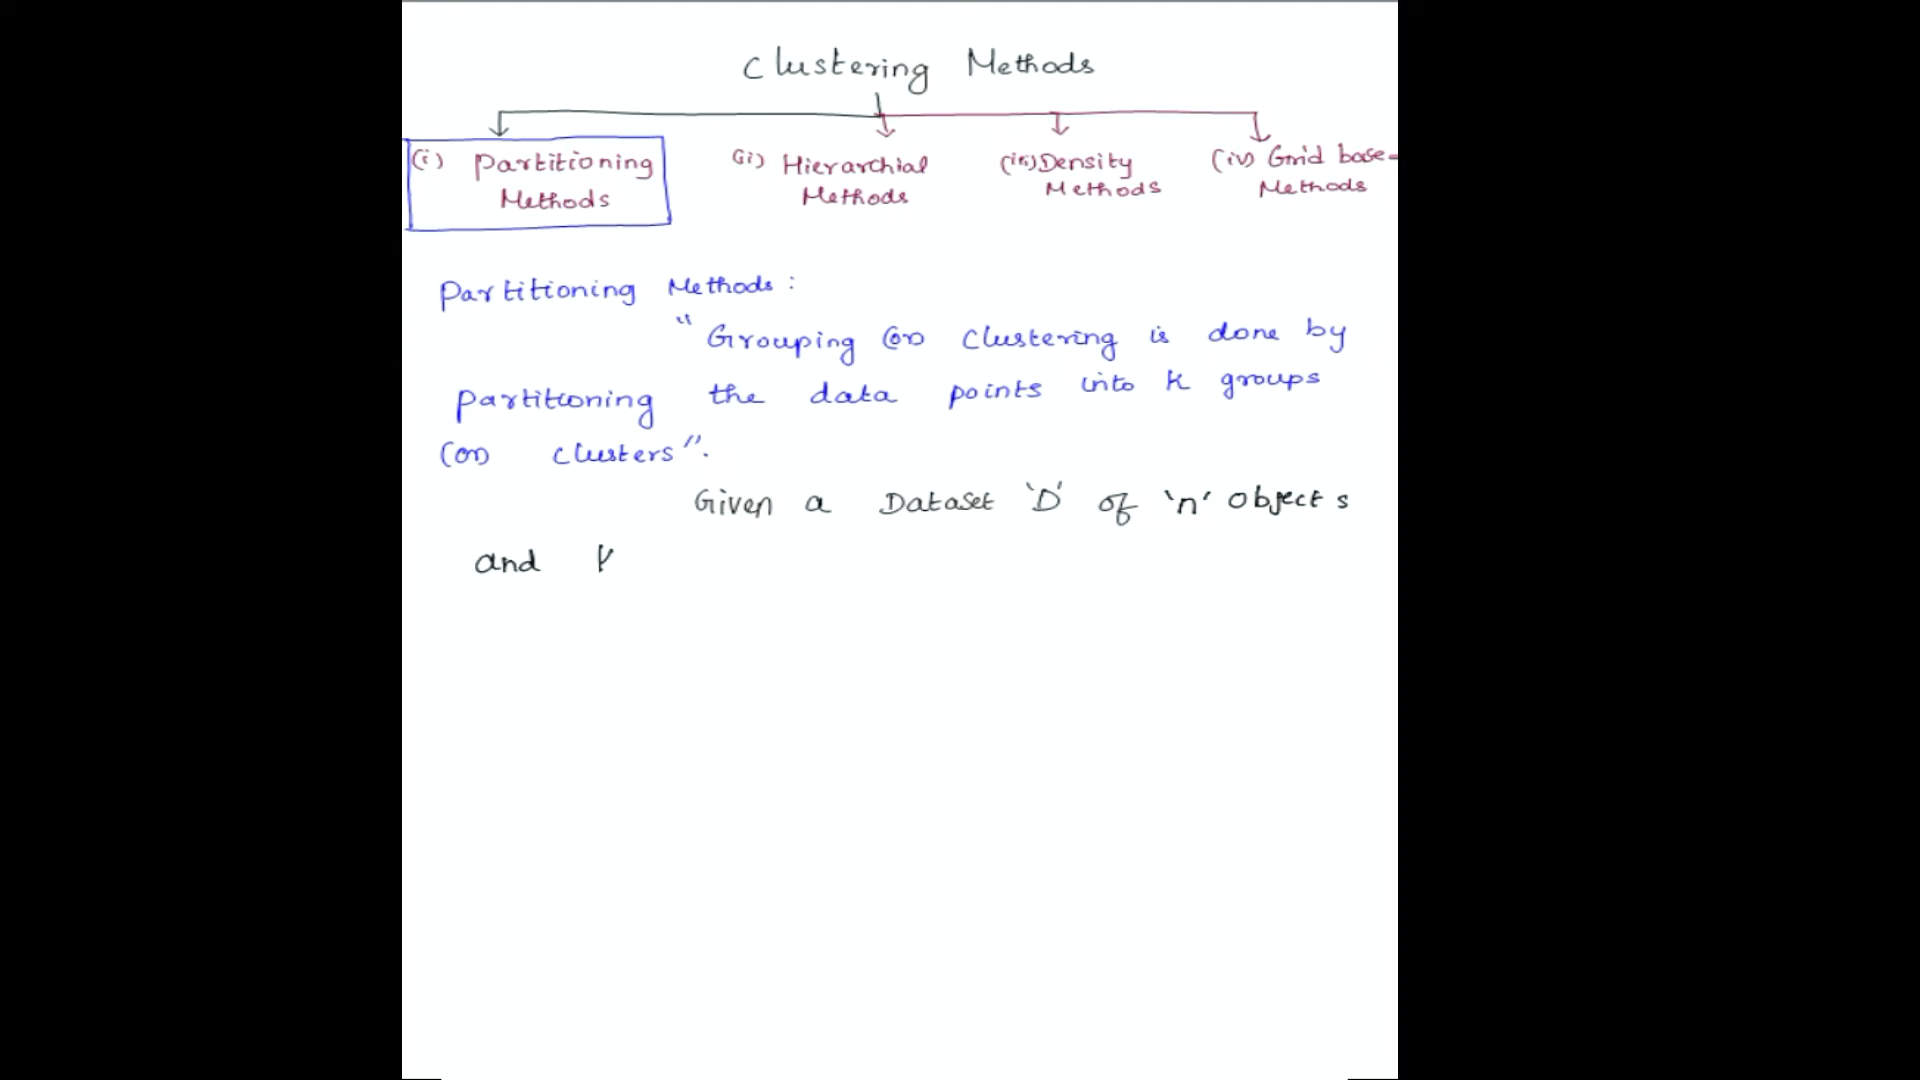 Clustering Methods
(i) Partitioning Methods
(ii) Hierarchial Methods
(iii) Density Methods
(iv) Grid base Methods
Partitioning Methods :
" Grouping (or) Clustering is done by
partitioning the data points into k groups
(or) clusters".
Given a Dataset 'D' of 'n' objects
and